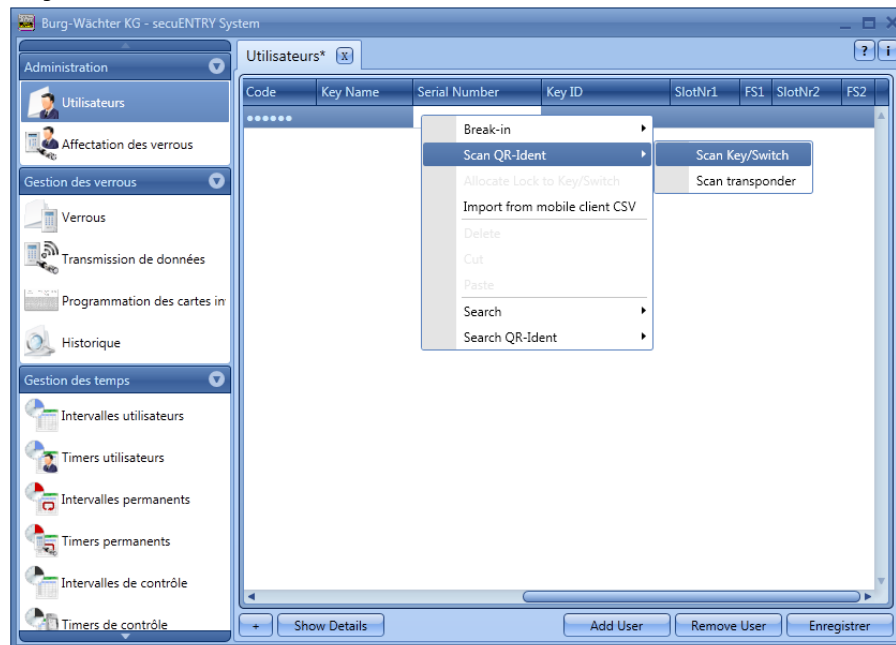 Burg-Wächter KG - secuENTRY System
Administration
Utilisateurs
Affectation des verrous
Gestion des verrous
Verrous
Transmission de données
Programmation des cartes in
Historique
Gestion des temps
Intervalles utilisateurs
Timers utilisateurs
Intervalles permanents
Timers permanents
Intervalles de contrôle
Timers de contrôle
Utilisateurs* x
? i
Code Key Name Serial Number Key ID SlotNr1 FS1 SlotNr2 FS2
••••••
Break-in
Scan QR-Ident
Allocate Lock to Key/Switch
Import from mobile client CSV
Delete
Cut
Paste
Search
Search QR-Ident
Scan Key/Switch
Scan transponder
+ Show Details Add User Remove User Enregistrer